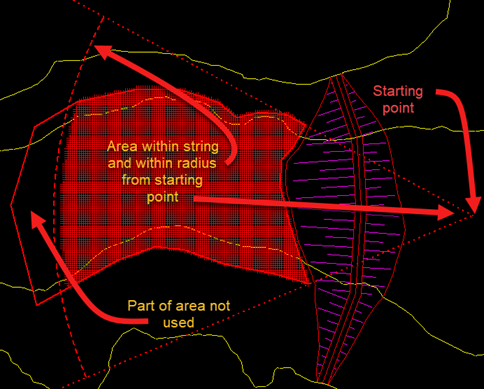 Starting
point
Area within string
and within radius
from starting
point
Part of area not
used